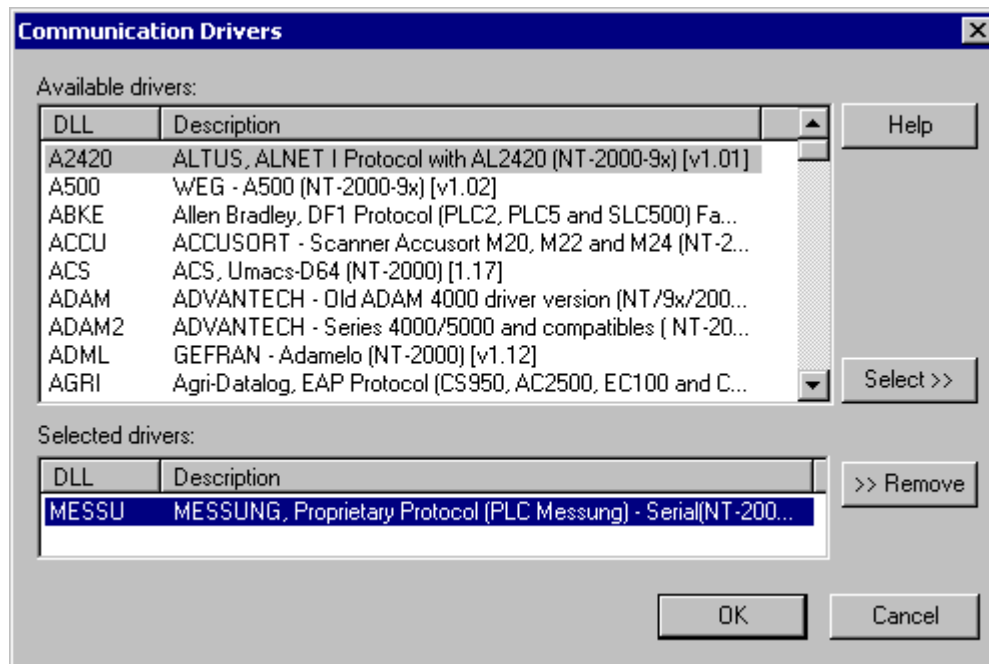 Communication Drivers
Available drivers:
DLL Description
Help
A2420 ALTUS, ALNET I Protocol with AL2420 (NT-2000-9x) [v1.01]
A500 WEG - A500 (NT-2000-9x) [v1.02]
ABKE Allen Bradley, DF1 Protocol (PLC2, PLC5 and SLC500) Fa...
ACCU ACCUSORT - Scanner Accusort M20, M22 and M24 (NT-2...
ACS ACS, Umacs-D64 (NT-2000) [1.17]
ADAM ADVANTECH - Old ADAM 4000 driver version (NT/9x/200...
ADAM2 ADVANTECH - Series 4000/5000 and compatibles ( NT-20...
ADML GEFRAN - Adamelo (NT-2000) [v1.12]
AGRI Agri-Datalog, EAP Protocol (CS950, AC2500, EC100 and C...
Select >>
Selected drivers:
DLL Description
>> Remove
MESSU MESSUNG, Proprietary Protocol (PLC Messung) - Serial(NT-200...
OK Cancel